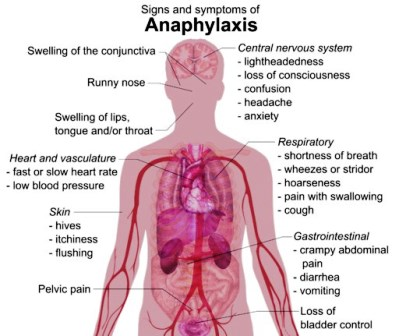 Signs and symptoms of
Anaphylaxis
Swelling of the conjunctiva
Runny nose
Swelling of lips,
tongue and/or throat
Central nervous system
- lightheadedness
- loss of consciousness
- confusion
- headache
- anxiety
Heart and vasculature
- fast or slow heart rate
- low blood pressure
Respiratory
- shortness of breath
- wheezes or stridor
- hoarseness
- pain with swallowing
- cough
Skin
- hives
- itchiness
- flushing
Gastrointestinal
- crampy abdominal
pain
- diarrhea
- vomiting
Pelvic pain
Loss of
bladder control